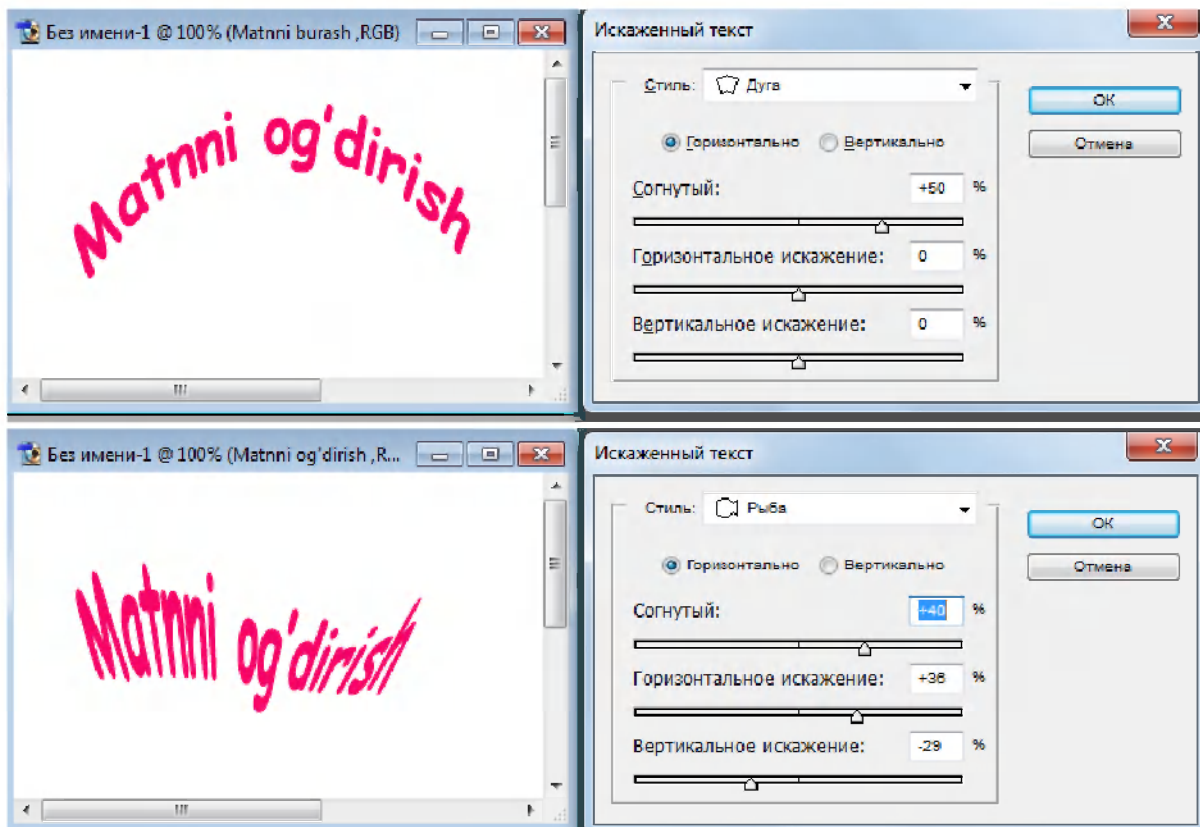 Без имени-1 @ 100% (Matnni burash ,RGB)
Matnni og'dirish
Искаженный текст
Стиль: Дуга
Горизонтально Вертикально
Согнутый: +50 %
Горизонтальное искажение: 0 %
Вертикальное искажение: 0 %
ОК
Отмена
Без имени-1 @ 100% (Matnni og'dirish ,R...
Matnni og'dirish
Искаженный текст
Стиль: Рыба
Горизонтально Вертикально
Согнутый: +40 %
Горизонтальное искажение: +36 %
Вертикальное искажение: -29 %
ОК
Отмена